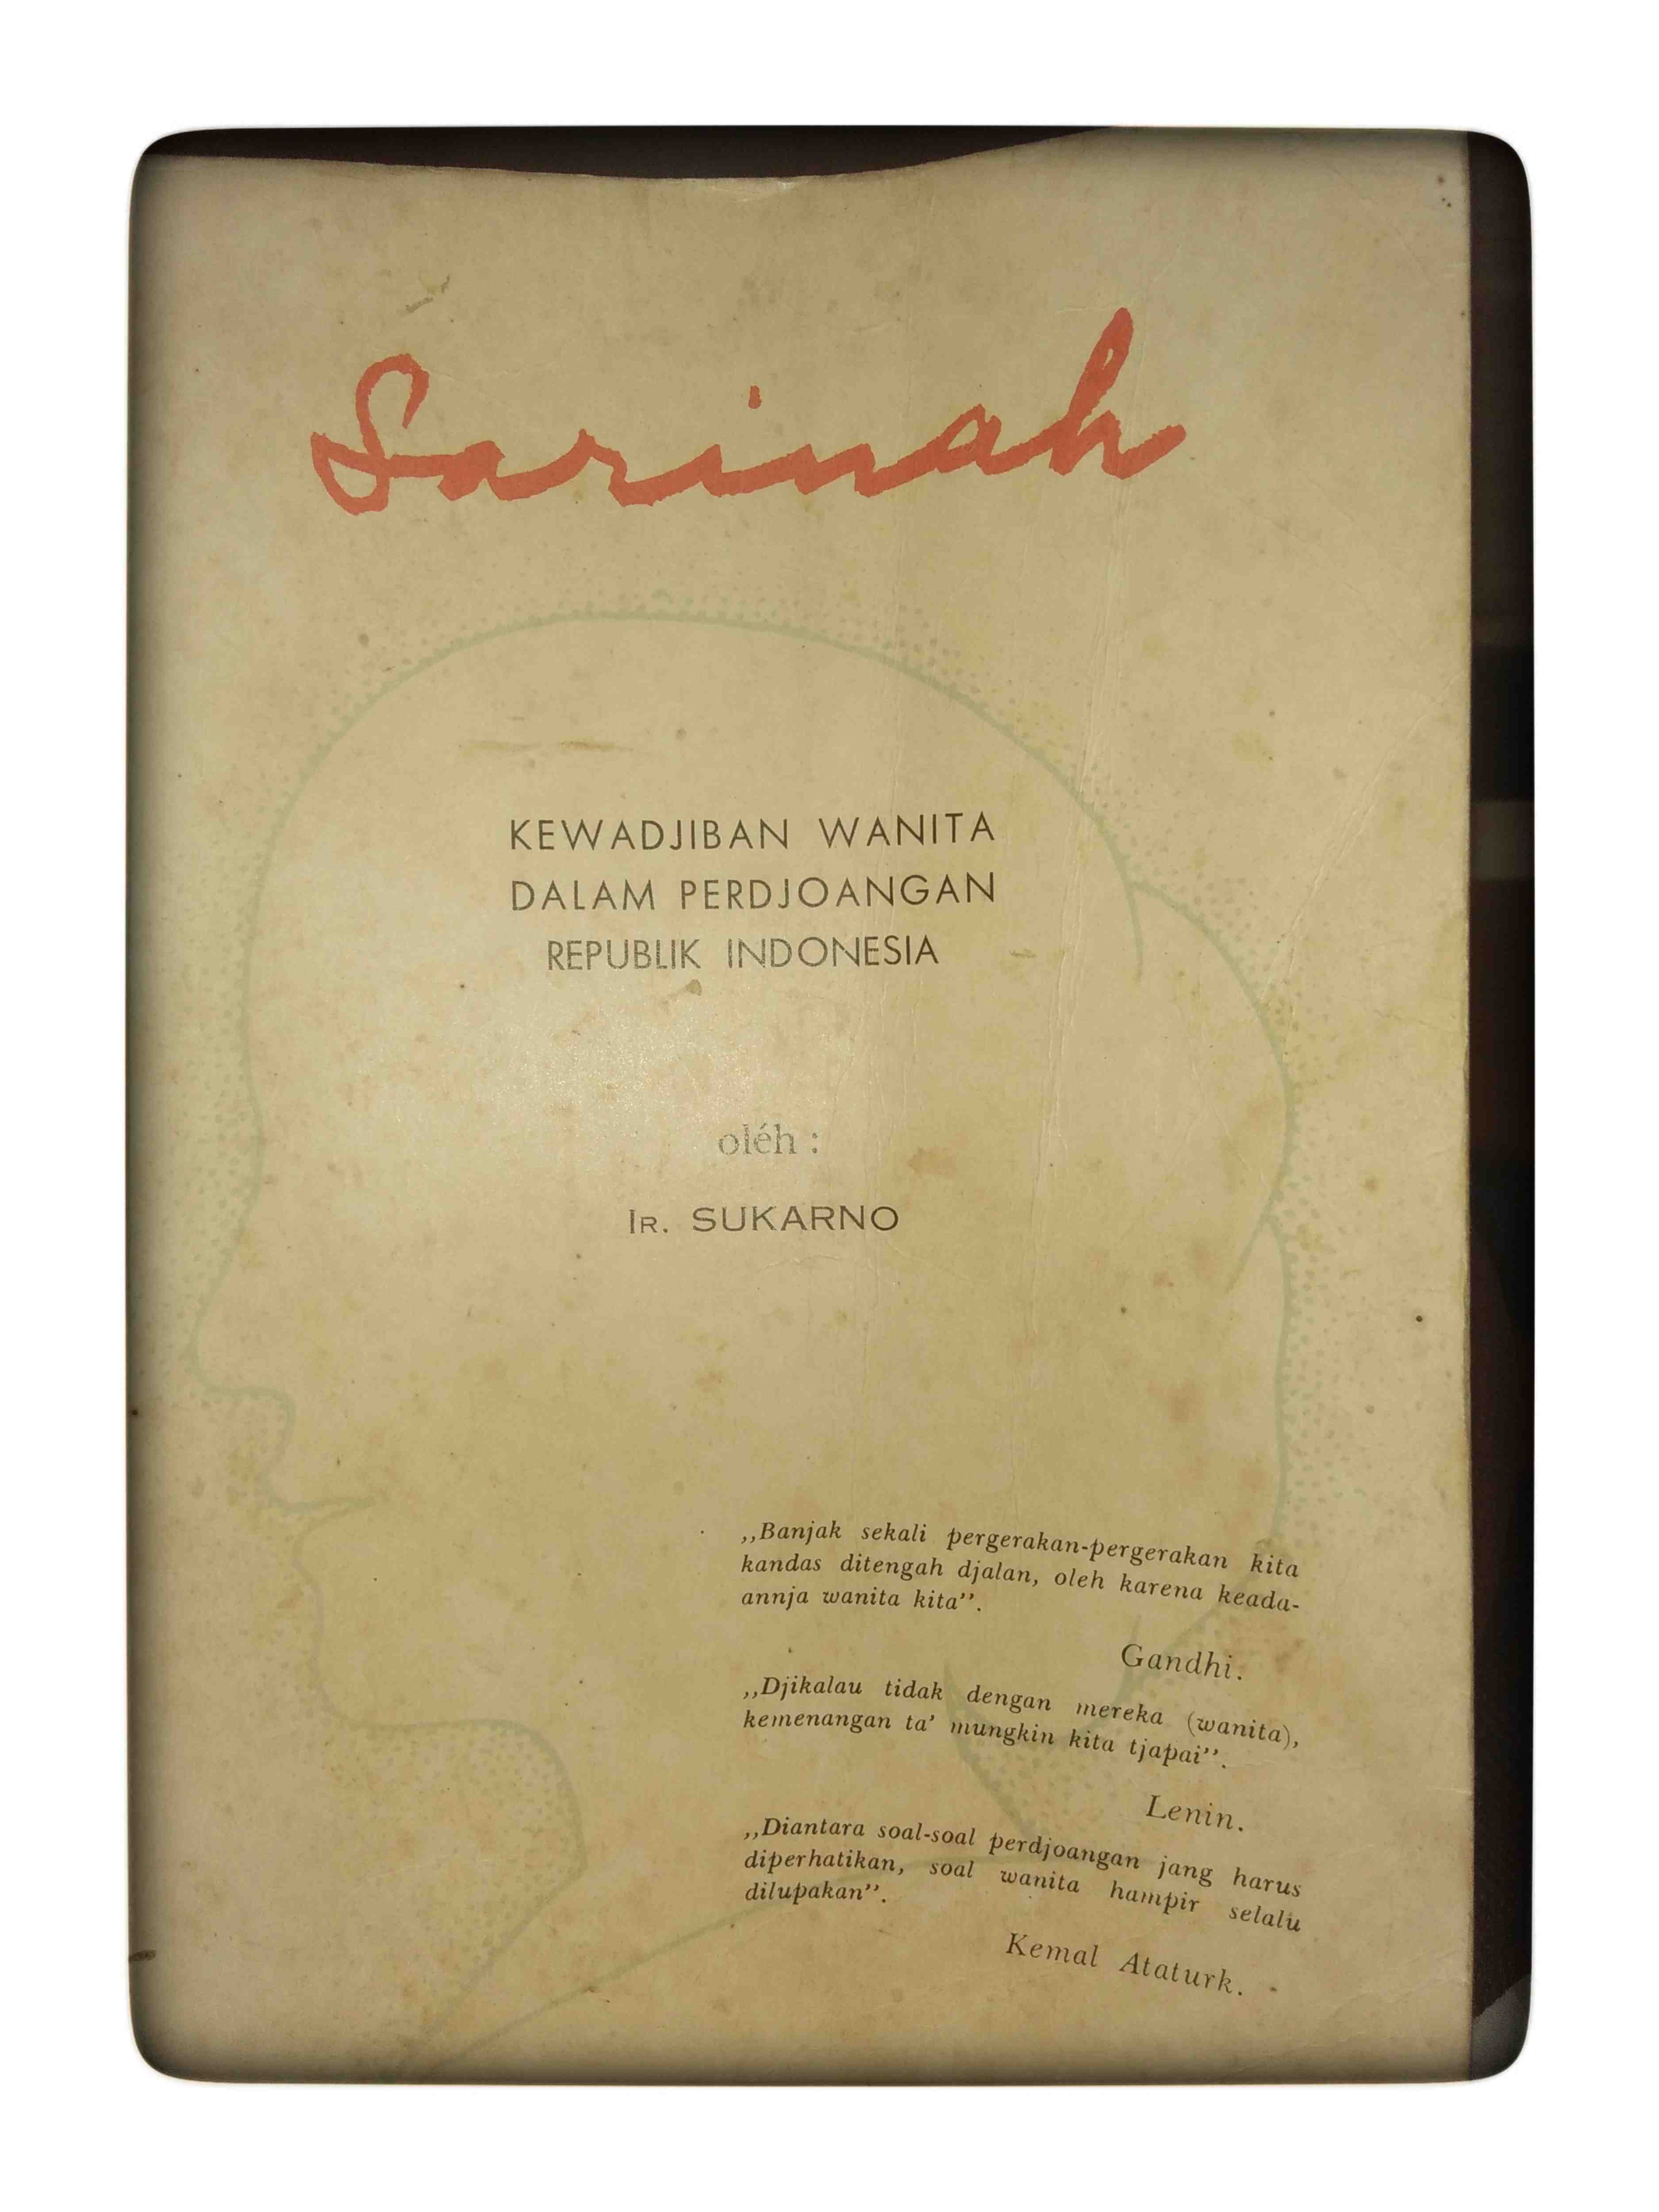 Sarinah
KEWADJIBAN WANITA
DALAM PERDJOANGAN
REPUBLIK INDONESIA
oléh :
IR. SUKARNO
,,Banjak sekali pergerakan-pergerakan kita
kandas ditengah djalan, oleh karena keada-
annja wanita kita”.
Gandhi.
,,Djikalau tidak dengan mereka (wanita),
kemenangan ta’ mungkin kita tjapai”.
Lenin.
,,Diantara soal-soal perdjoangan jang harus
diperhatikan, soal wanita hampir selalu
dilupakan”.
Kemal Ataturk.